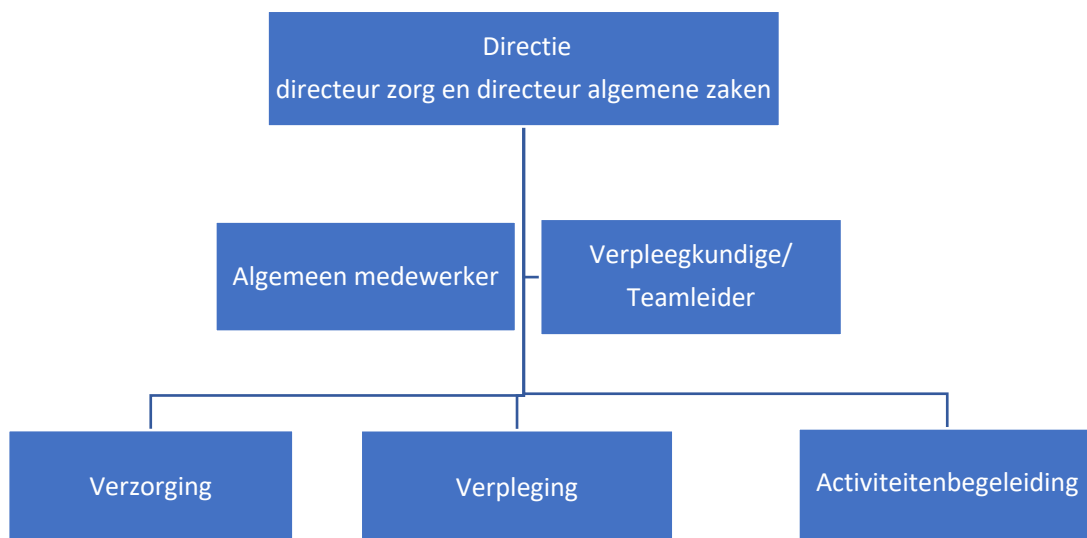 Directie
directeur zorg en directeur algemene zaken
Algemeen medewerker
Verpleegkundige/
Teamleider
Verzorging
Verpleging
Activiteitenbegeleiding